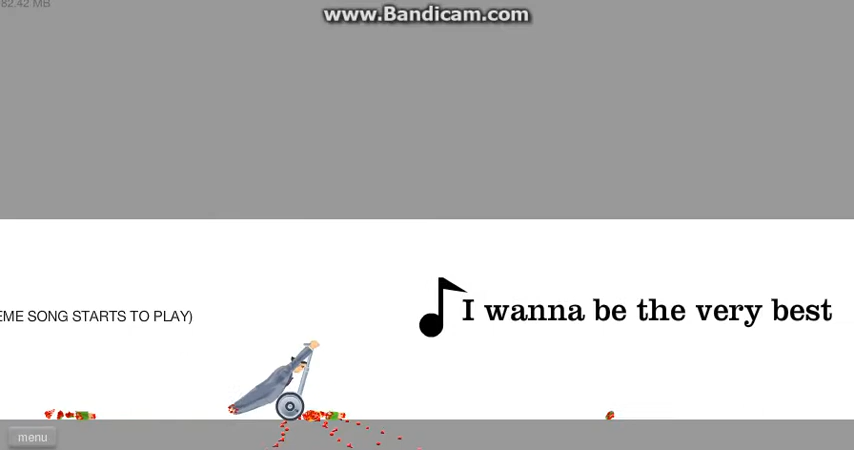 82.42 MB
www.Bandicam.com
I wanna be the very best
EME SONG STARTS TO PLAY)
menu